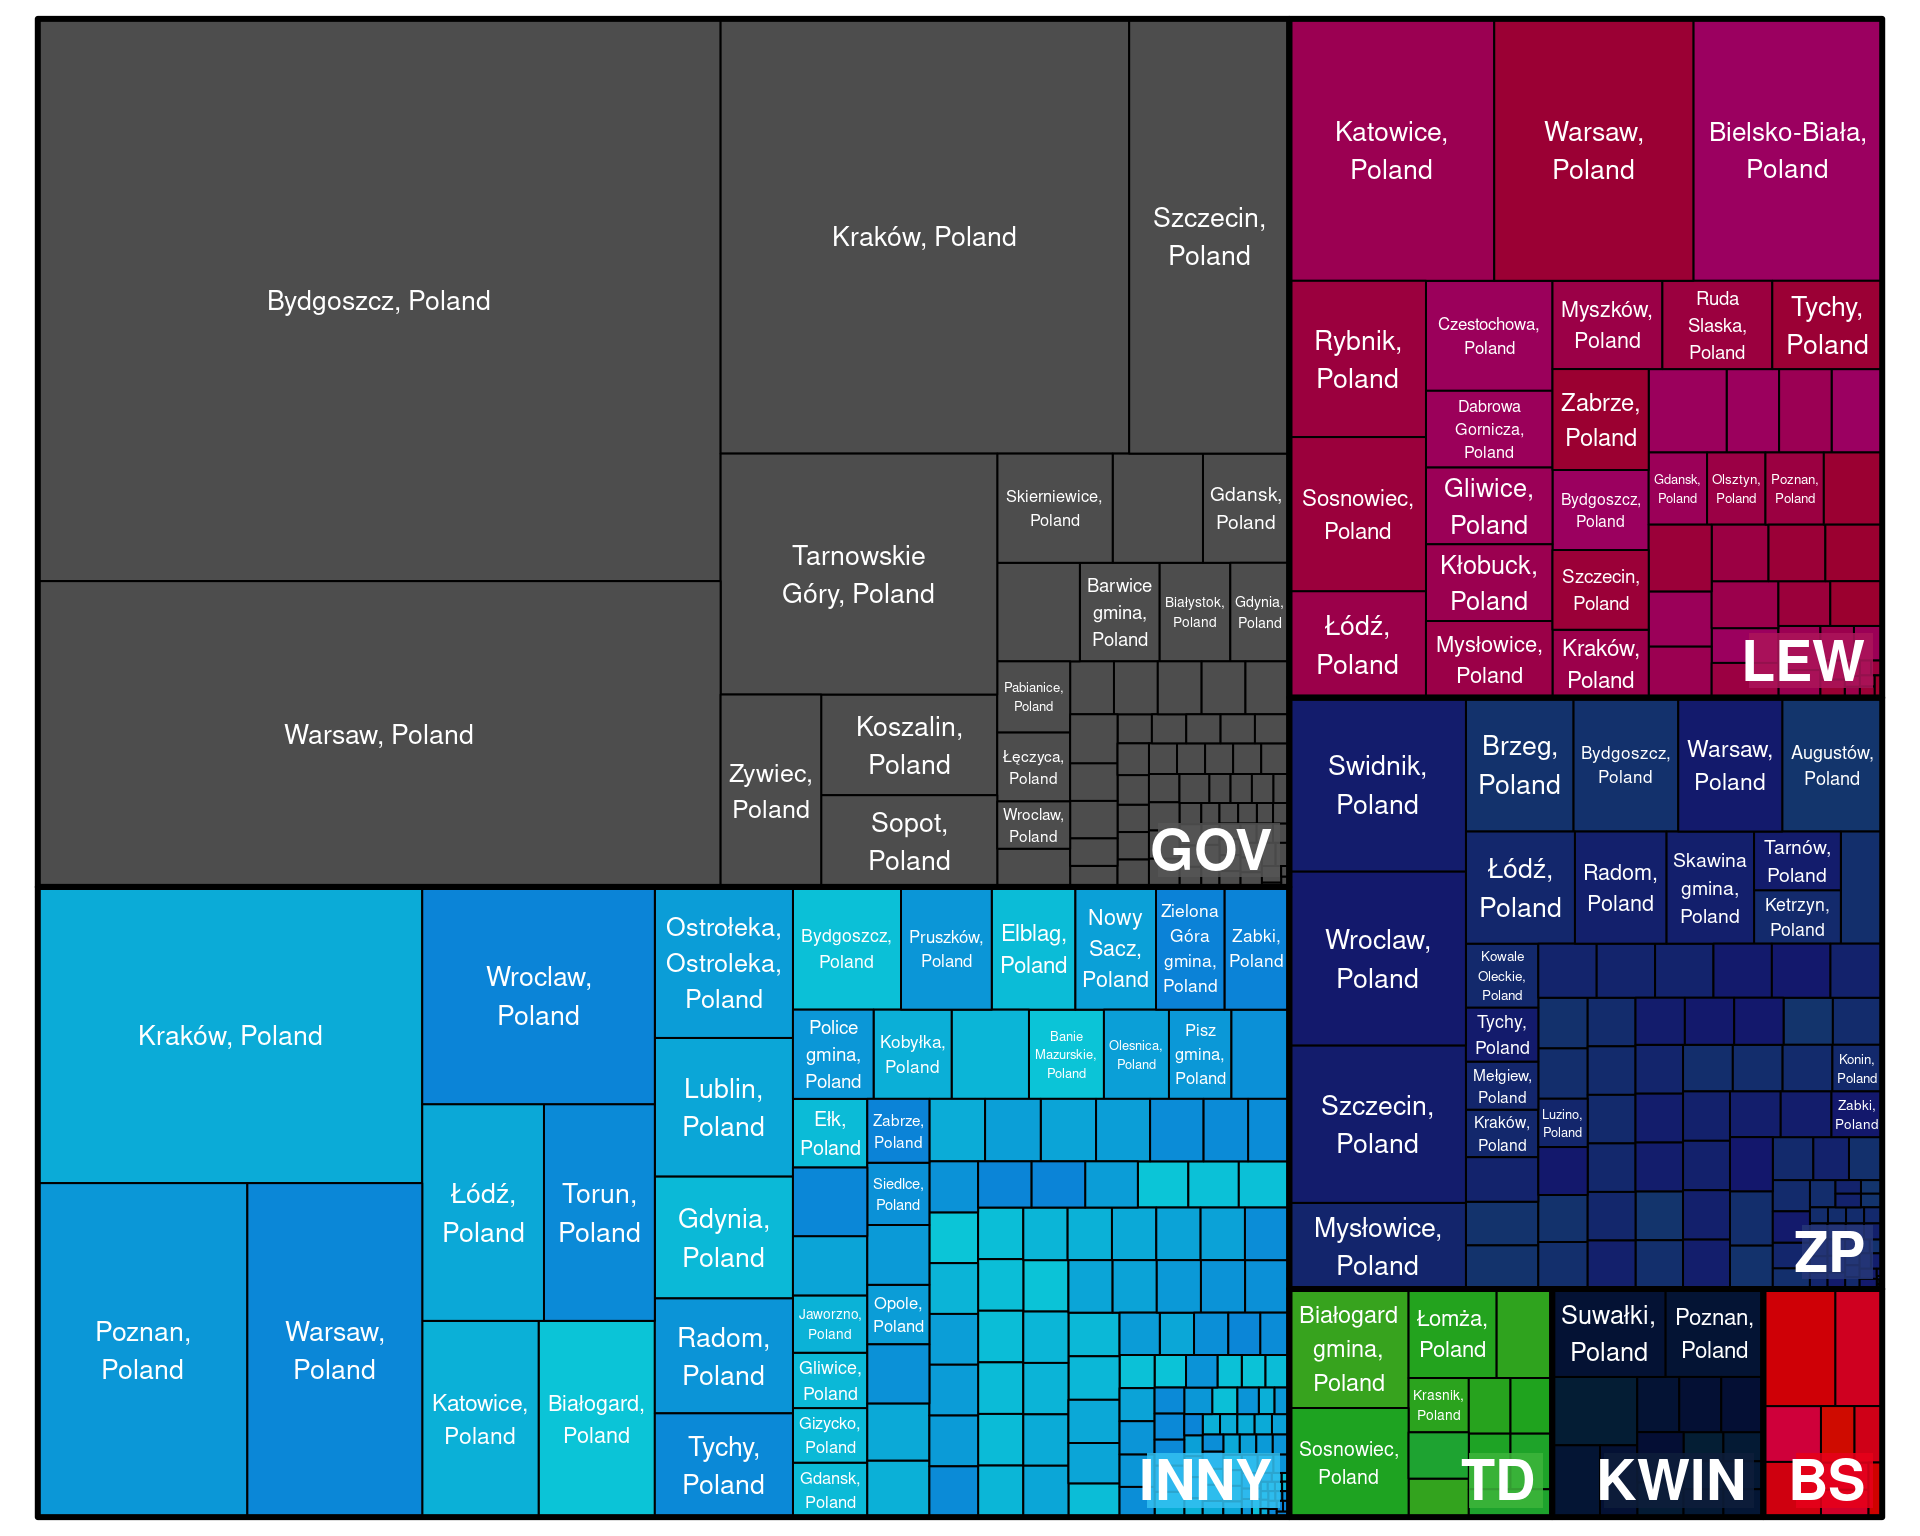 Bydgoszcz, Poland
Warsaw, Poland
Kraków, Poland
Szczecin,
Poland
Tarnowskie
Góry, Poland
Zywiec,
Poland
Koszalin,
Poland
Sopot,
Poland
Skierniewice,
Poland
Gdansk,
Poland
Barwice
gmina,
Poland
Białystok,
Poland
Gdynia,
Poland
Pabianice,
Poland
Łęczyca,
Poland
Wroclaw,
Poland
GOV
Katowice,
Poland
Warsaw,
Poland
Bielsko-Biała,
Poland
Rybnik,
Poland
Sosnowiec,
Poland
Łódź,
Poland
Czestochowa,
Poland
Dabrowa
Gornicza,
Poland
Gliwice,
Poland
Kłobuck,
Poland
Mysłowice,
Poland
Myszków,
Poland
Ruda
Slaska,
Poland
Tychy,
Poland
Zabrze,
Poland
Bydgoszcz,
Poland
Szczecin,
Poland
Kraków,
Poland
Gdansk,
Poland
Olsztyn,
Poland
Poznan,
Poland
LEW
Swidnik,
Poland
Wroclaw,
Poland
Szczecin,
Poland
Mysłowice,
Poland
Brzeg,
Poland
Bydgoszcz,
Poland
Warsaw,
Poland
Augustów,
Poland
Łódź,
Poland
Radom,
Poland
Skawina
gmina,
Poland
Tarnów,
Poland
Ketrzyn,
Poland
Kowale
Oleckie,
Poland
Tychy,
Poland
Mełgiew,
Poland
Kraków,
Poland
Luzino,
Poland
Konin,
Poland
Zabki,
Poland
ZP
Kraków, Poland
Poznan,
Poland
Warsaw,
Poland
Wroclaw,
Poland
Łódź,
Poland
Torun,
Poland
Katowice,
Poland
Białogard,
Poland
Ostrołeka,
Ostroleka,
Poland
Lublin,
Poland
Gdynia,
Poland
Radom,
Poland
Tychy,
Poland
Bydgoszcz,
Poland
Pruszków,
Poland
Elblag,
Poland
Nowy
Sacz,
Poland
Zielona
Góra
gmina,
Poland
Zabki,
Poland
Police
gmina,
Poland
Kobyłka,
Poland
Banie
Mazurskie,
Poland
Olesnica,
Poland
Pisz
gmina,
Poland
Ełk,
Poland
Zabrze,
Poland
Siedlce,
Poland
Jaworzno,
Poland
Opole,
Poland
Gliwice,
Poland
Gizycko,
Poland
Gdansk,
Poland
INNY
Białogard
gmina,
Poland
Łomża,
Poland
Krasnik,
Poland
Sosnowiec,
Poland
TD
Suwałki,
Poland
Poznan,
Poland
KWIN
BS